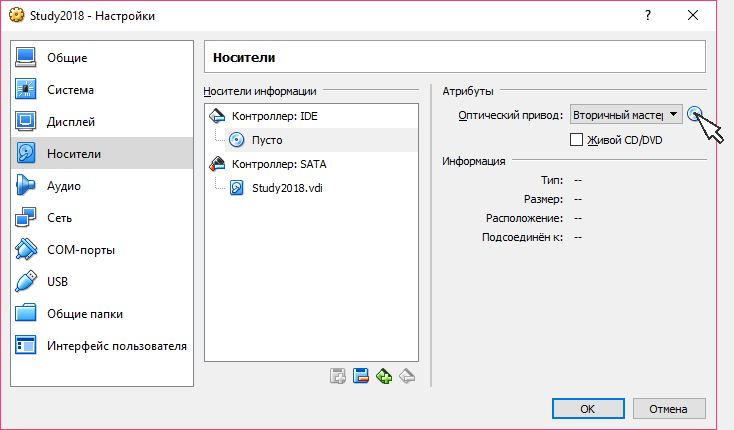 Study2018 - Настройки
?
Общие
Система
Дисплей
Носители
Аудио
Сеть
COM-порты
USB
Общие папки
Интерфейс пользователя
Носители
Носители информации
Контроллер: IDE
Пусто
Контроллер: SATA
Study2018.vdi
Атрибуты
Оптический привод: Вторичный мастер
Живой CD/DVD
Информация
Тип: --
Размер: --
Расположение: --
Подсоединён к: --
OK
Отмена